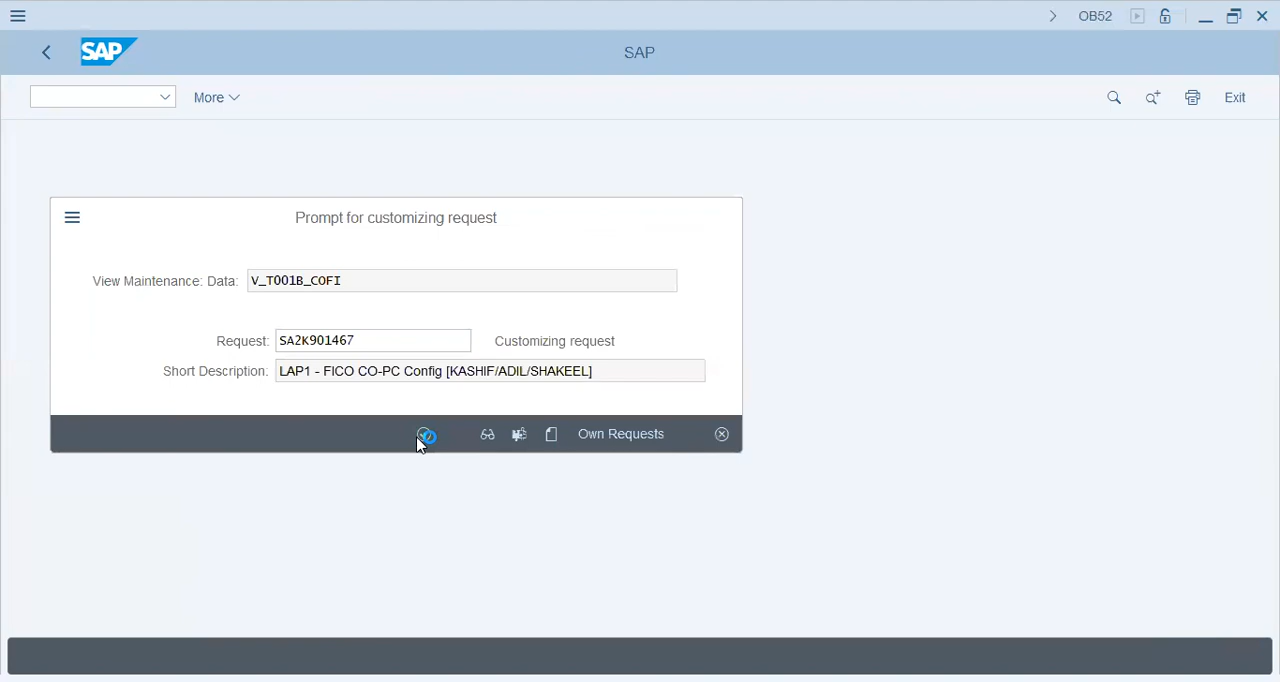 OB52
SAP
SAP
More
Exit
Prompt for customizing request
View Maintenance: Data: V_T001B_COFI
Request: SA2K901467 Customizing request
Short Description: LAP1 - FICO CO-PC Config [KASHIF/ADIL/SHAKEEL]
Own Requests